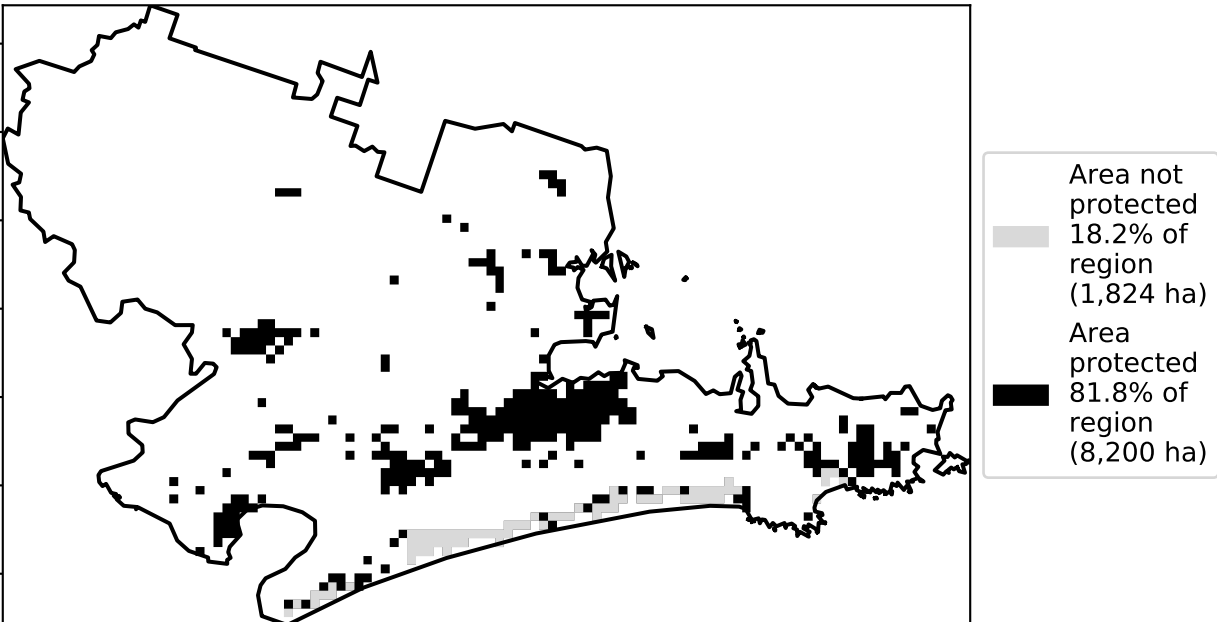 Area not
protected
18.2% of
region
(1,824 ha)
Area
protected
81.8% of
region
(8,200 ha)